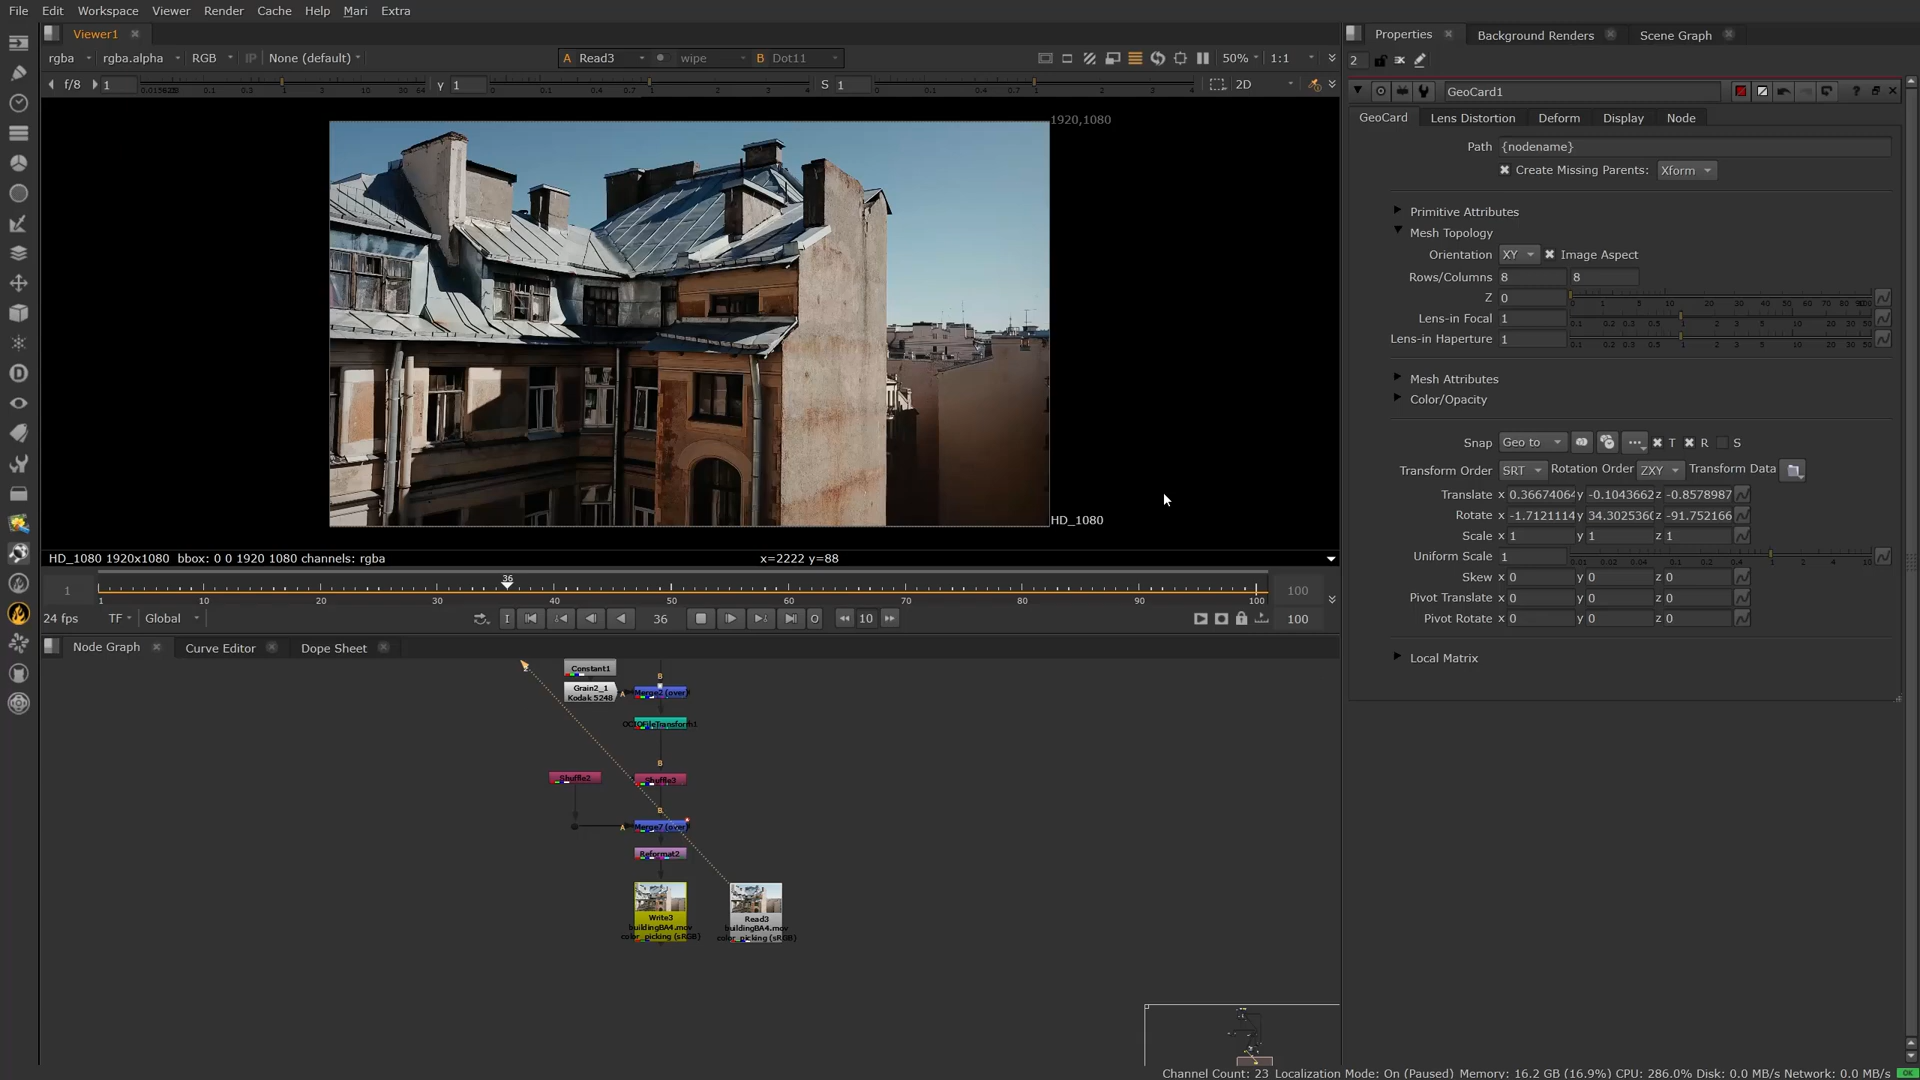 File Edit Workspace Viewer Render Cache Help Mari Extra
Viewer1
rgba rgba.alpha RGB IP None (default) A Read3 wipe B Dot11 50% 1:1
f/8 1 y 1 S 1 2D
1920,1080
HD_1080
HD_1080 1920x1080 bbox: 0 0 1920 1080 channels: rgba x=2222 y=88
36
1 100
1 10 20 30 40 50 60 70 80 90 100
24 fps TF Global I 36 O 10 100
Node Graph Curve Editor Dope Sheet
Constant1
Grain2_1
Kodak 5248
B
A Merge2 (over)
OCIOFileTransform1
B
Shuffle2 Shuffle3
B
A Merge7 (over)
Reformat2
Write3
buildingBA4.mov
color_picking (sRGB)
Read3
buildingBA4.mov
color_picking (sRGB)
Properties Background Renders Scene Graph
2
GeoCard1
GeoCard Lens Distortion Deform Display Node
Path {nodename}
Create Missing Parents: Xform
Primitive Attributes
Mesh Topology
Orientation XY Image Aspect
Rows/Columns 8 8
Z 0
Lens-in Focal 1
Lens-in Haperture 1
Mesh Attributes
Color/Opacity
Snap Geo to T R S
Transform Order SRT Rotation Order ZXY Transform Data
Translate x 0.36674064 y -0.1043662 z -0.8578987
Rotate x -1.7121114 y 34.3025360 z -91.752166
Scale x 1 y 1 z 1
Uniform Scale 1
Skew x 0 y 0 z 0
Pivot Translate x 0 y 0 z 0
Pivot Rotate x 0 y 0 z 0
Local Matrix
Channel Count: 23 Localization Mode: On (Paused) Memory: 16.2 GB (16.9%) CPU: 286.0% Disk: 0.0 MB/s Network: 0.0 MB/s